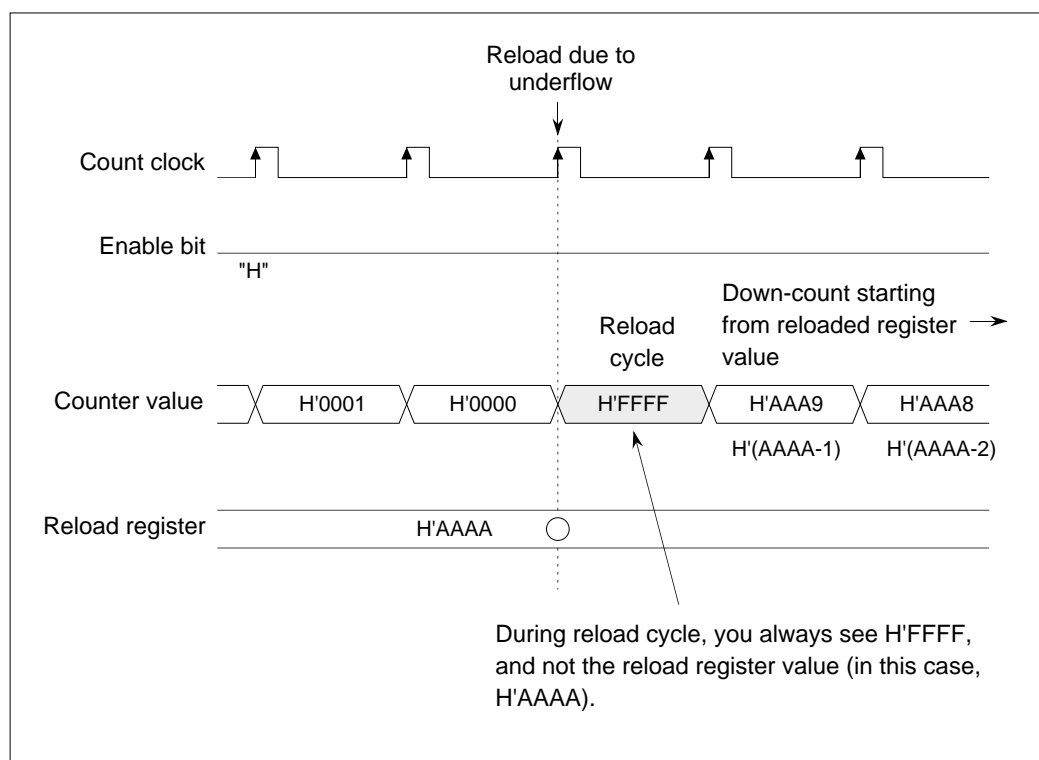 Reload due to
underflow
Count clock
Enable bit
"H"
Down-count starting
from reloaded register
value
Reload
cycle
Counter value
H'0001
H'0000
H'FFFF
H'AAA9
H'AAA8
H'(AAAA-1)
H'(AAAA-2)
Reload register
H'AAAA
During reload cycle, you always see H'FFFF,
and not the reload register value (in this case,
H'AAAA).